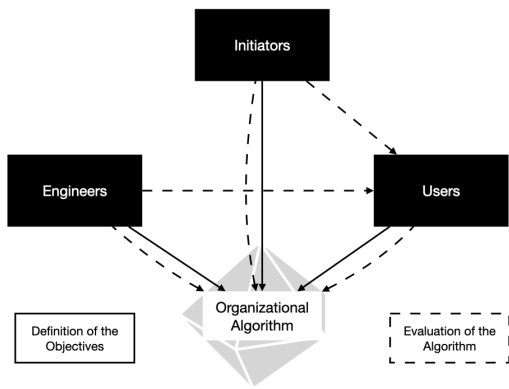 Initiators
Engineers
Users
Organizational
Algorithm
Definition of the
Objectives
Evaluation of the
Algorithm